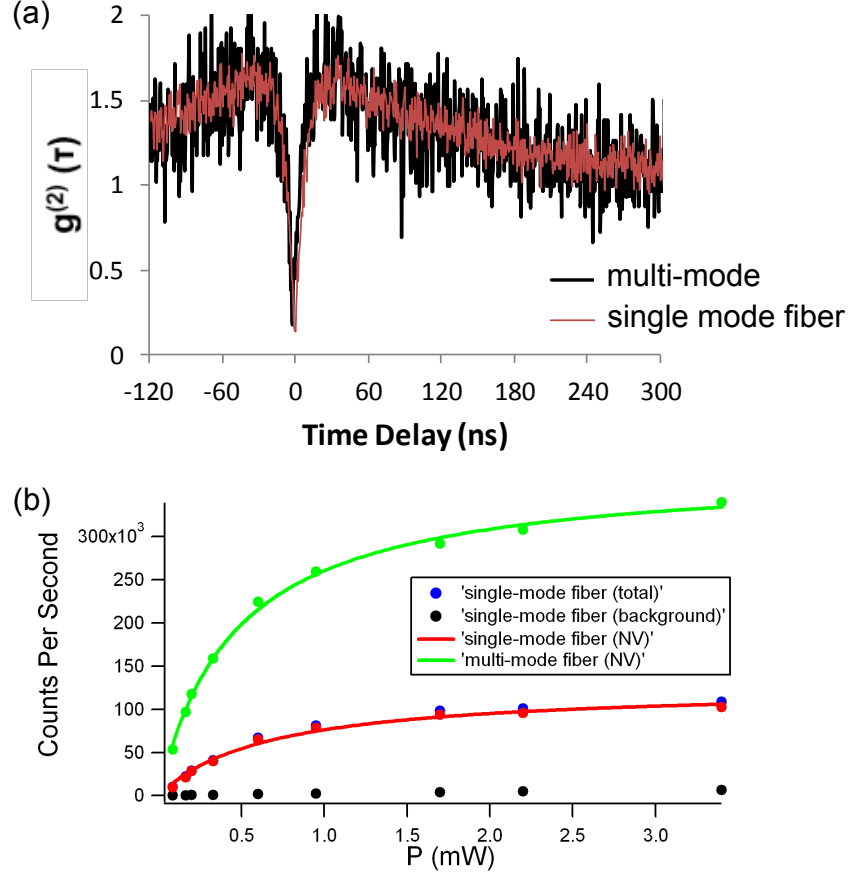 (a)
g⁽²⁾ (τ)
2
1.5
1
0.5
0
-120 -60 0 60 120 180 240 300
Time Delay (ns)
multi-mode
single mode fiber
(b)
Counts Per Second
300x10³
250
200
150
100
50
0
'single-mode fiber (total)'
'single-mode fiber (background)'
'single-mode fiber (NV)'
'multi-mode fiber (NV)'
0.5 1.0 1.5 2.0 2.5 3.0
P (mW)